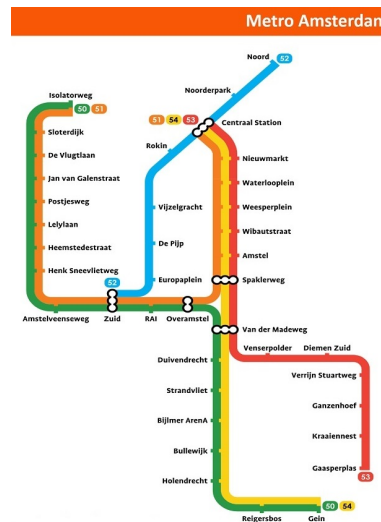 Metro Amsterdam
Noord 52
Noorderpark
Isolatorweg
50 51
51 54 53
Centraal Station
Sloterdijk
Rokin
De Vlugtlaan
Nieuwmarkt
Jan van Galenstraat
Waterlooplein
Postjesweg
Vijzelgracht
Weesperplein
Lelylaan
Wibautstraat
Heemstedestraat
De Pijp
Amstel
Henk Sneevlietweg
52
Europaplein
Spaklerweg
Amstelveenseweg
Zuid
RAI
Overamstel
Van der Madeweg
Venserpolder
Diemen Zuid
Duivendrecht
Verrijn Stuartweg
Strandvliet
Ganzenhoef
Bijlmer ArenA
Kraaiennest
Bullewijk
Gaasperplas
53
Holendrecht
50 54
Reigersbos
Gein